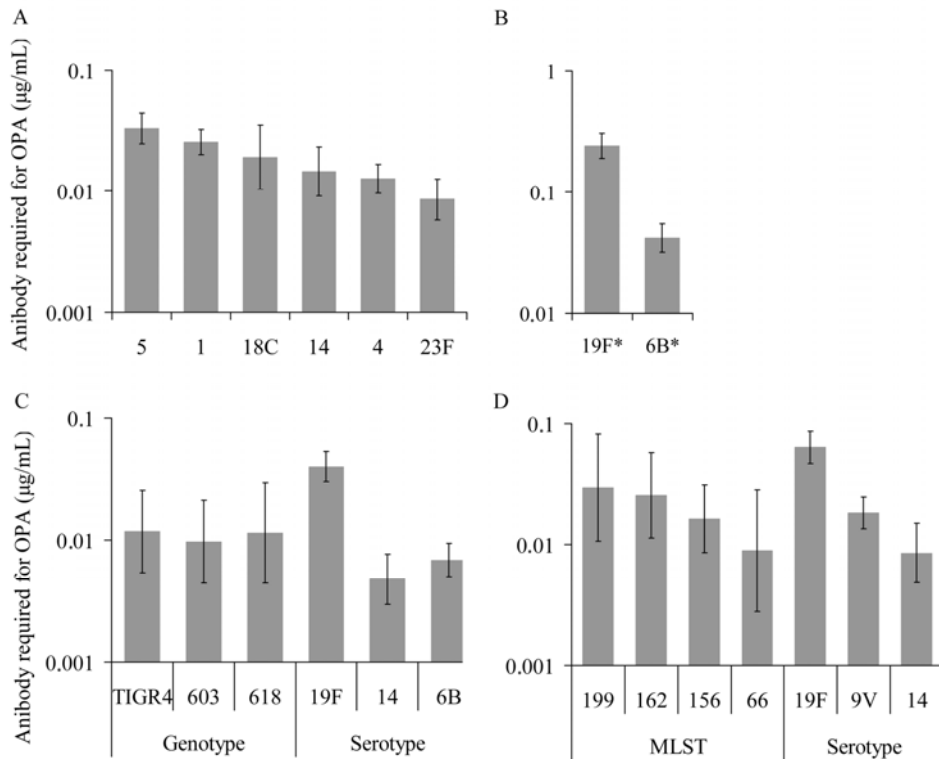 A
Anibody required for OPA (µg/mL)
0.1
0.01
0.001
5 1 18C 14 4 23F
B
1
0.1
0.01
19F* 6B*
C
Anibody required for OPA (µg/mL)
0.1
0.01
0.001
TIGR4 603 618 19F 14 6B
Genotype Serotype
D
0.1
0.01
0.001
199 162 156 66 19F 9V 14
MLST Serotype